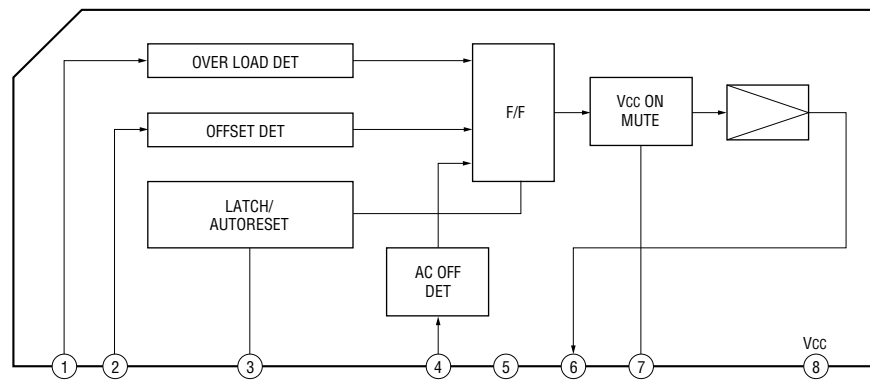 OVER LOAD DET
OFFSET DET
LATCH/
AUTORESET
F/F
VCC ON
MUTE
AC OFF
DET
VCC
1
2
3
4
5
6
7
8